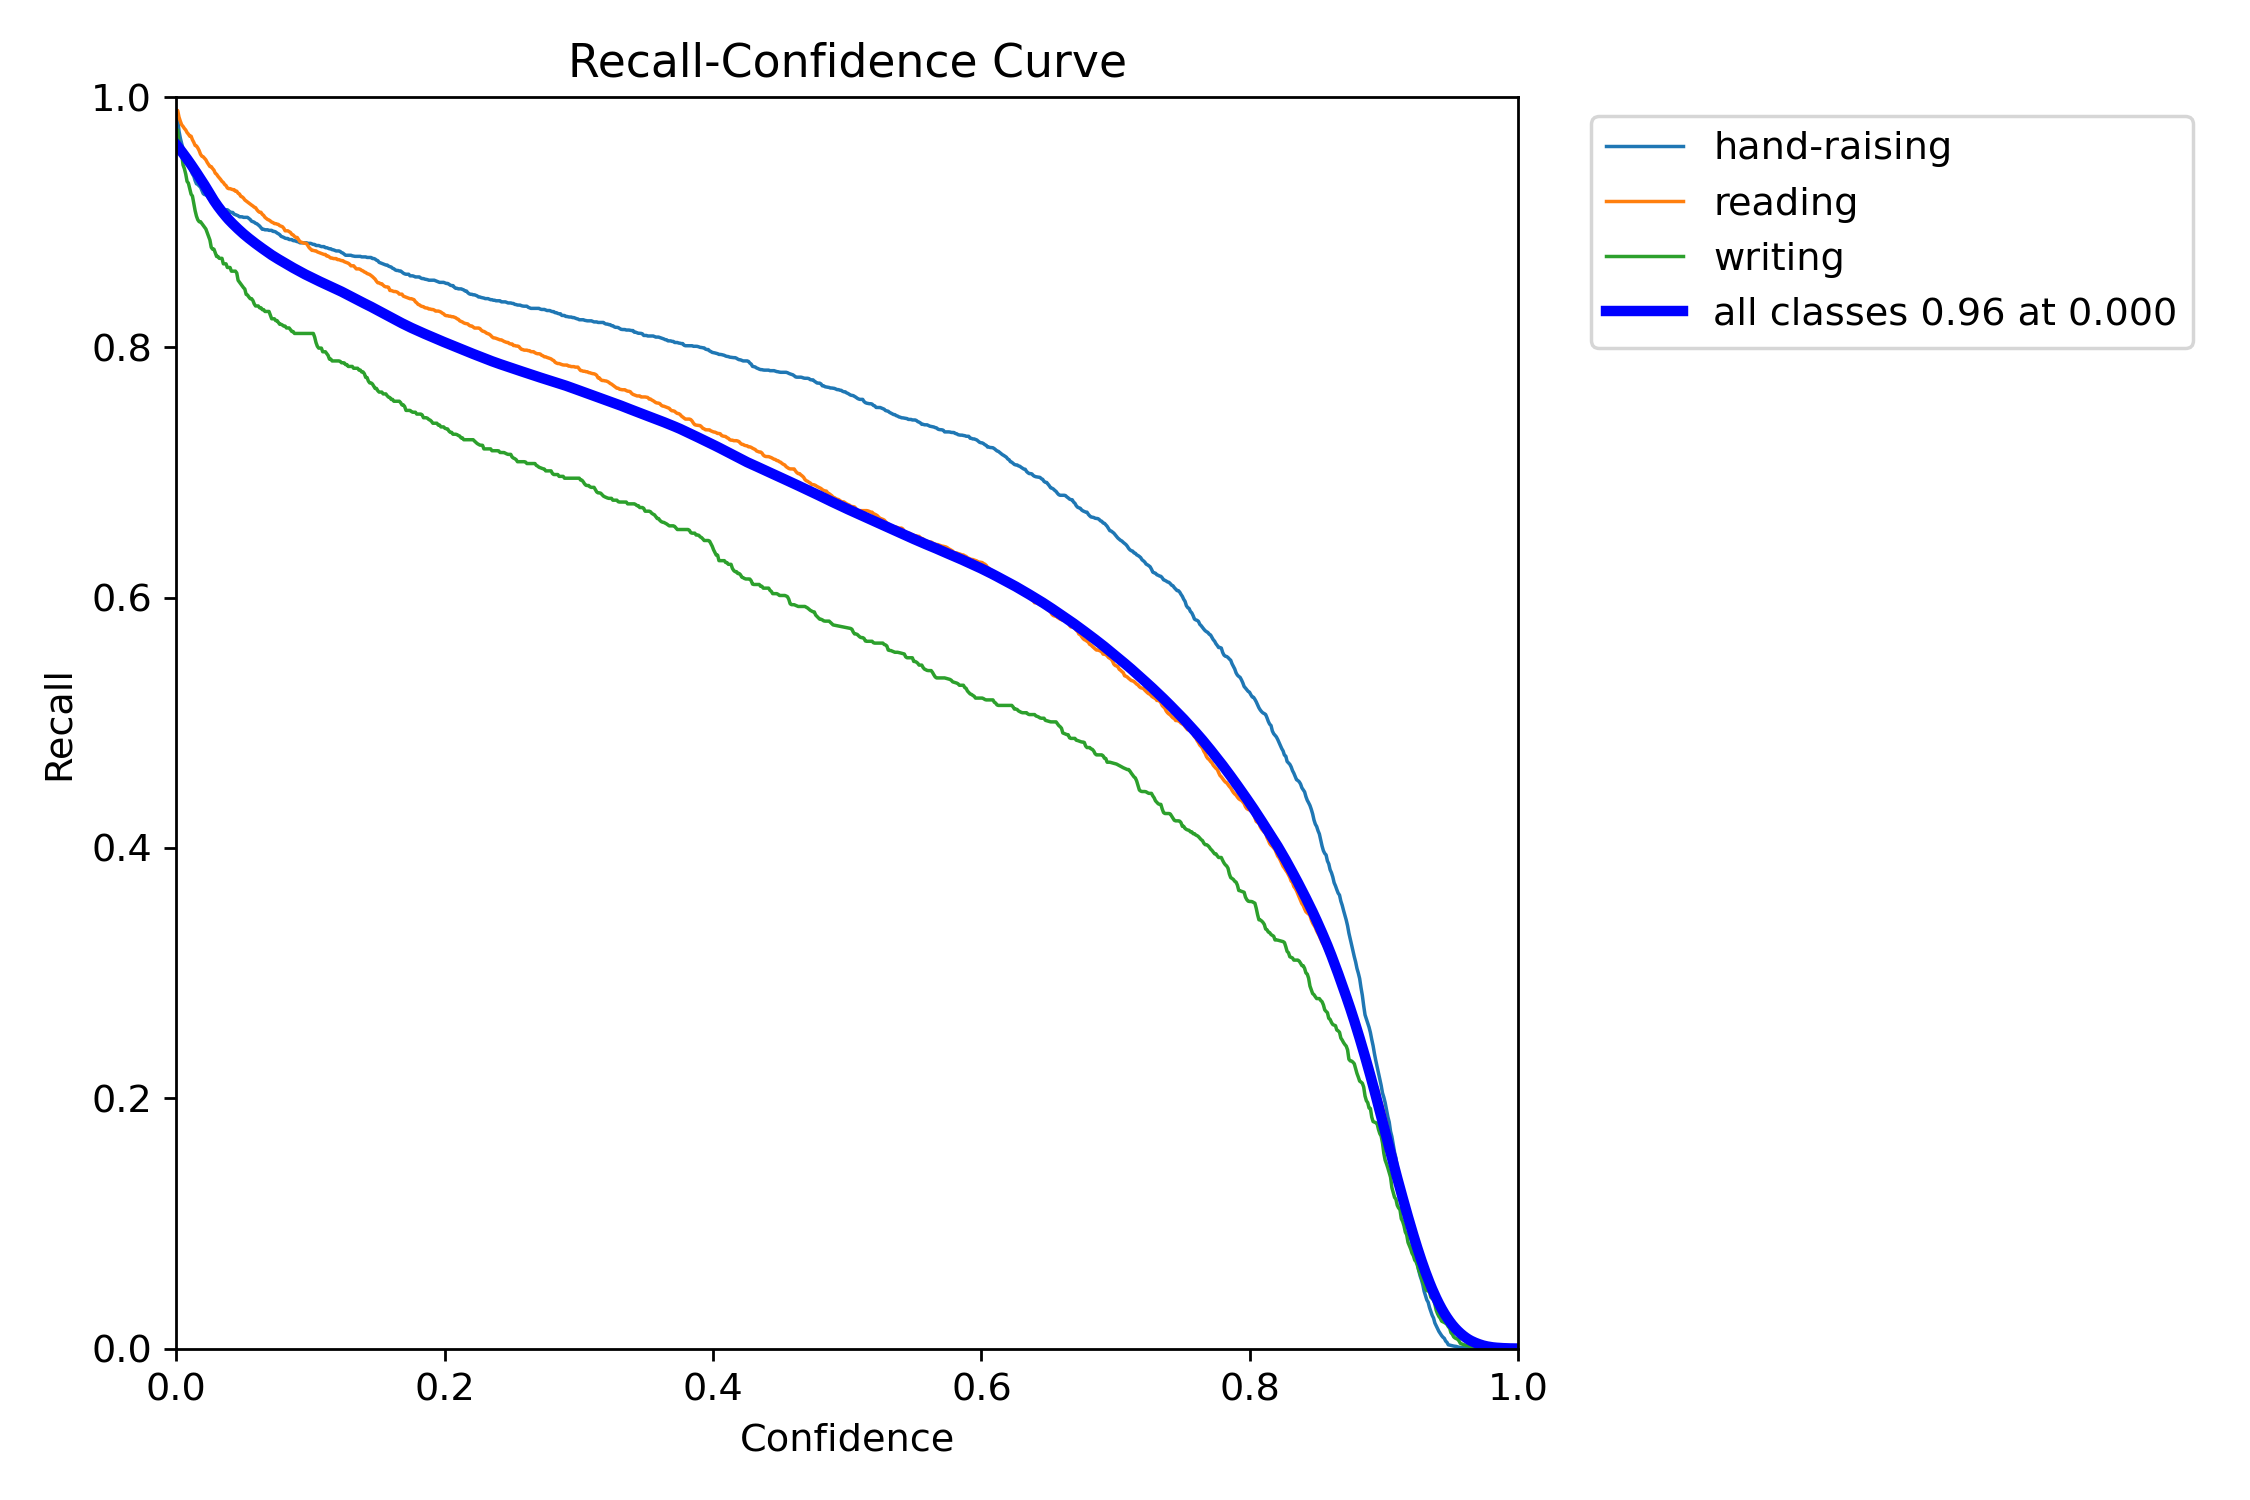 Recall-Confidence Curve
1.0
0.8
0.6
0.4
0.2
0.0
Recall
0.0 0.2 0.4 0.6 0.8 1.0
Confidence
hand-raising
reading
writing
all classes 0.96 at 0.000